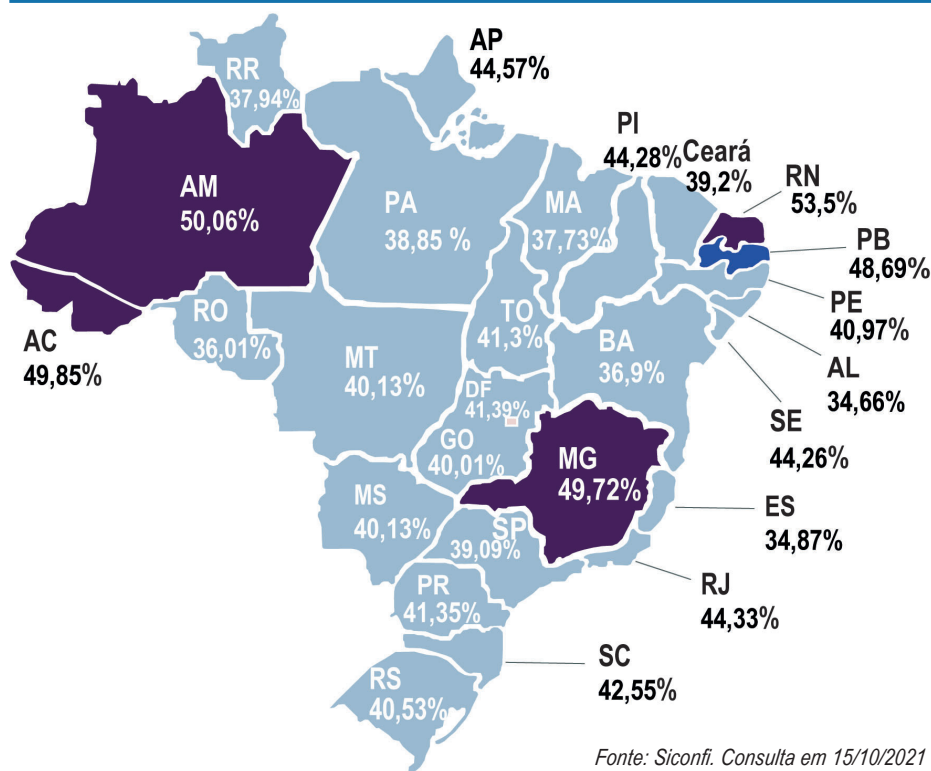 AP
44,57%
RR
37,94%
PI
44,28%
Ceará
39,2%
RN
53,5%
AM
50,06%
PA
38,85 %
MA
37,73%
PB
48,69%
PE
40,97%
RO
36,01%
TO
41,3%
BA
36,9%
AC
49,85%
MT
40,13%
AL
34,66%
DF
41,39%
SE
44,26%
GO
40,01%
MG
49,72%
MS
40,13%
ES
34,87%
SP
39,09%
PR
41,35%
RJ
44,33%
SC
42,55%
RS
40,53%
Fonte: Siconfi. Consulta em 15/10/2021